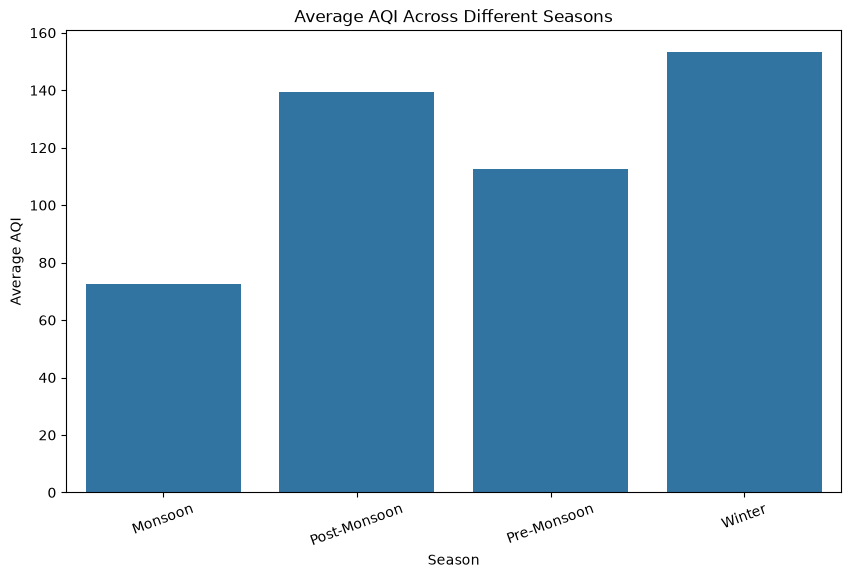 Average AQI Across Different Seasons
Average AQI
160
140
120
100
80
60
40
20
0
Monsoon
Post-Monsoon
Pre-Monsoon
Winter
Season